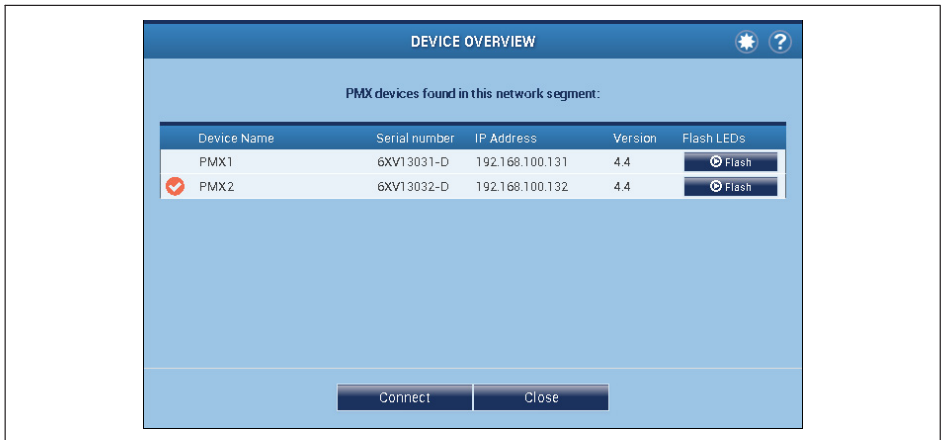 DEVICE OVERVIEW ?
PMX devices found in this network segment:
Device Name Serial number IP Address Version Flash LEDs
PMX1 6XV13031-D 192.168.100.131 4.4 Flash
PMX2 6XV13032-D 192.168.100.132 4.4 Flash
Connect Close